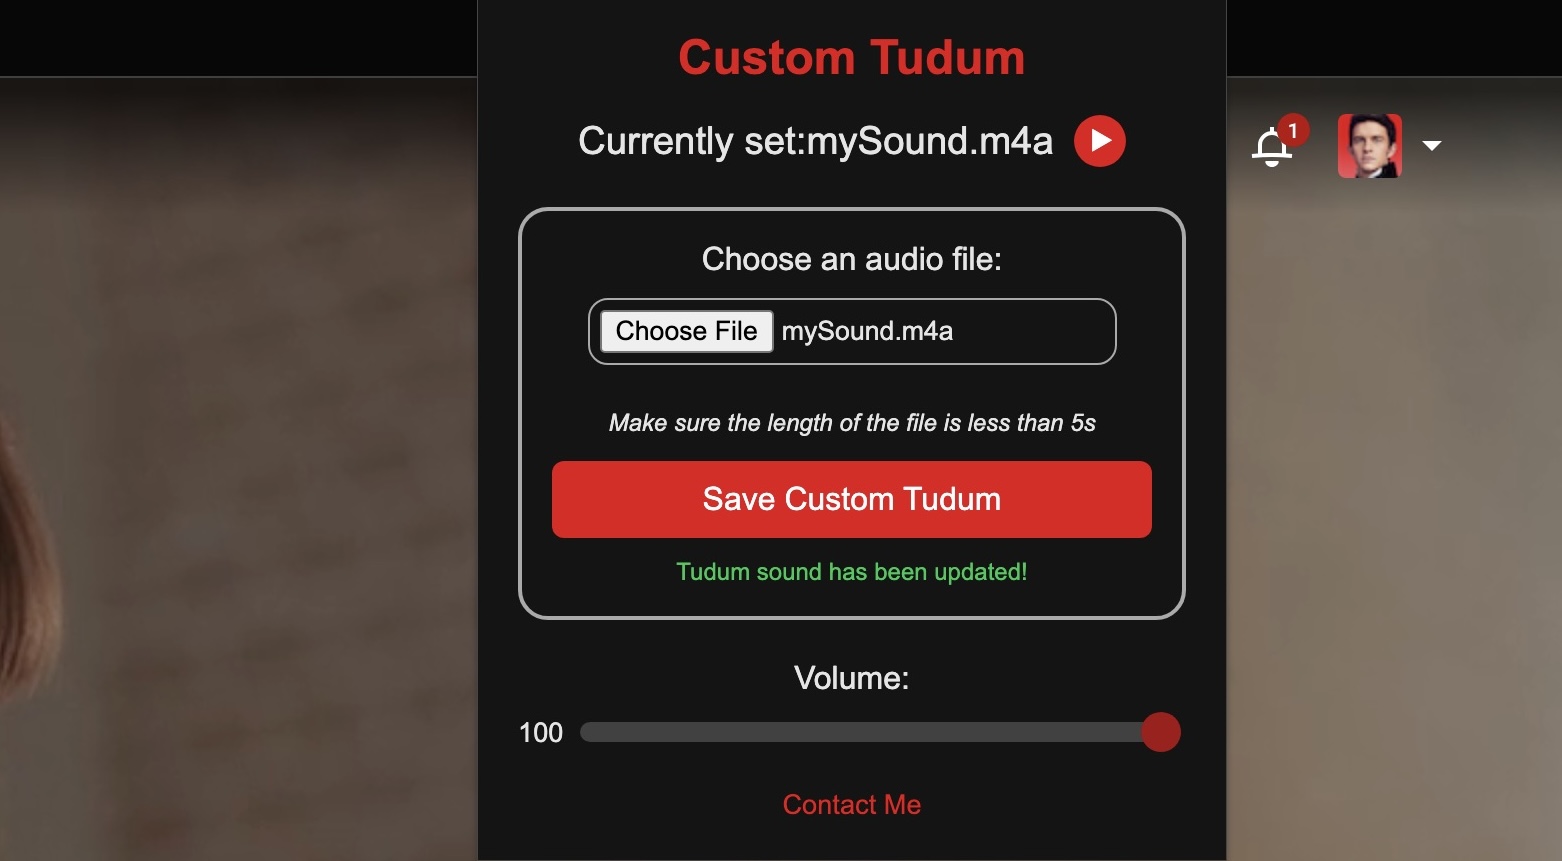 Custom Tudum
Currently set:mySound.m4a
1
Choose an audio file:
Choose File mySound.m4a
Make sure the length of the file is less than 5s
Save Custom Tudum
Tudum sound has been updated!
Volume:
100
Contact Me